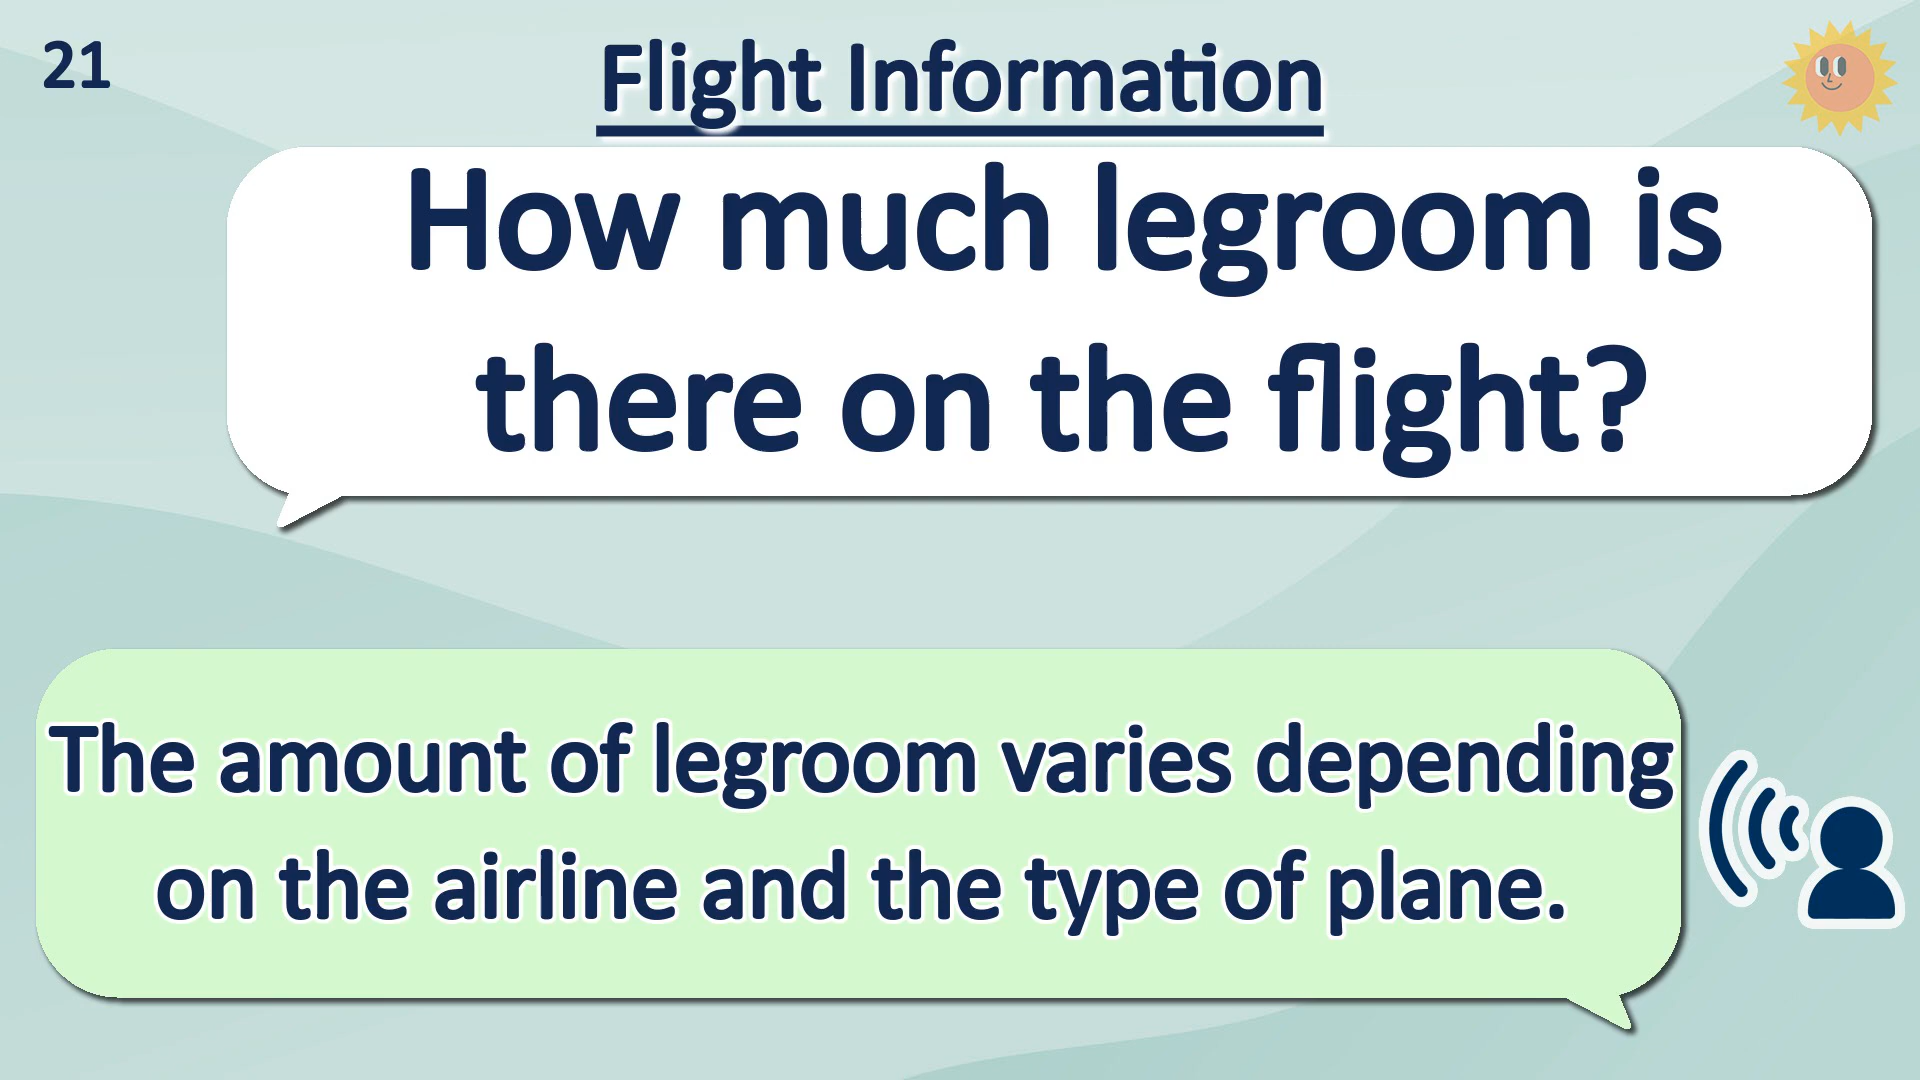 21
Flight Information
How much legroom is
there on the flight?
The amount of legroom varies depending
on the airline and the type of plane.